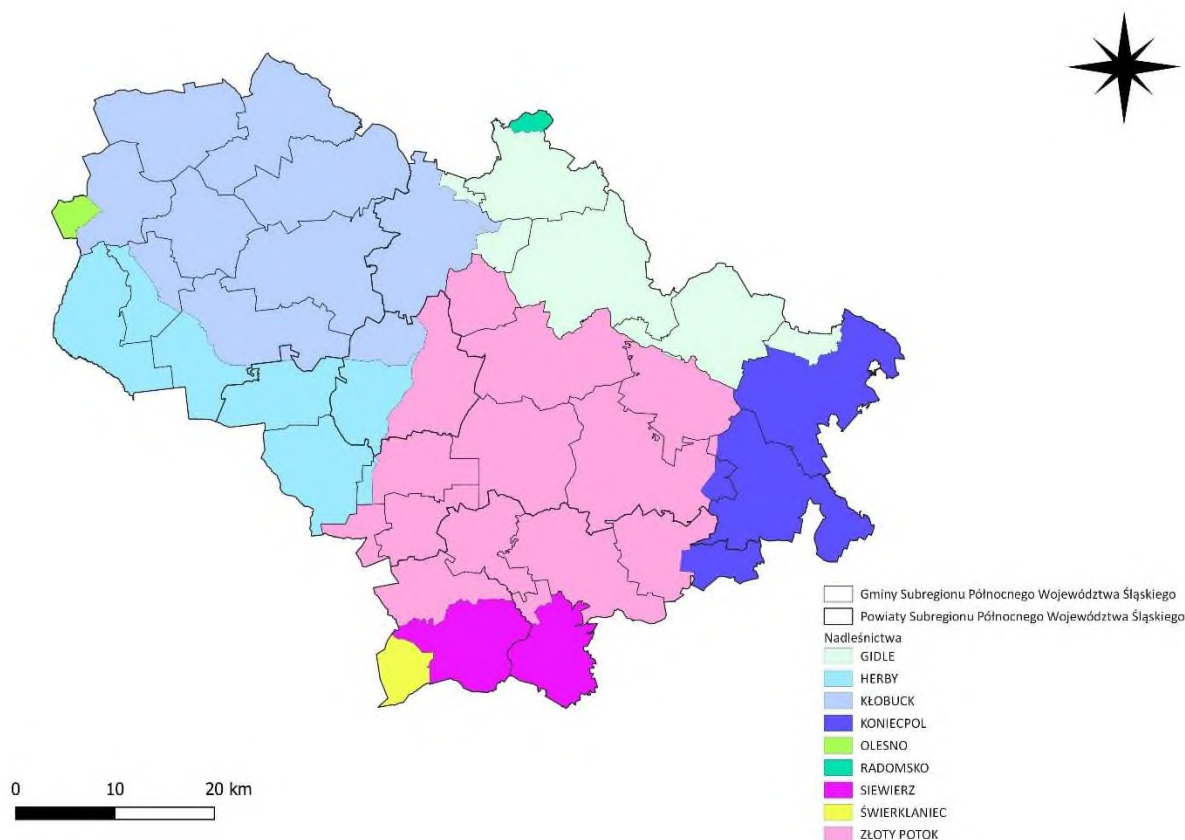 Gminy Subregionu Północnego Województwa Śląskiego
Powiaty Subregionu Północnego Województwa Śląskiego
Nadleśnictwa
GIDLE
HERBY
KŁOBUCK
KONIECPOL
OLESNO
RADOMSKO
SIEWIERZ
ŚWIERKLANIEC
ZŁOTY POTOK
0 10 20 km